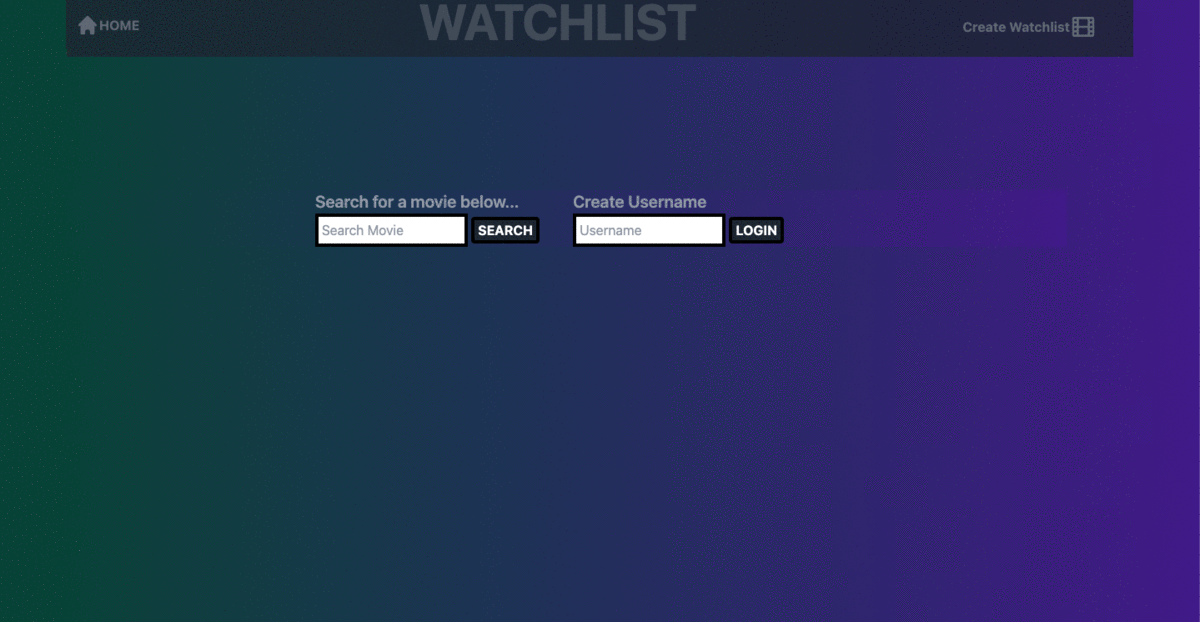 HOME
WATCHLIST
Create Watchlist
Search for a movie below...
Search Movie
SEARCH
Create Username
Username
LOGIN